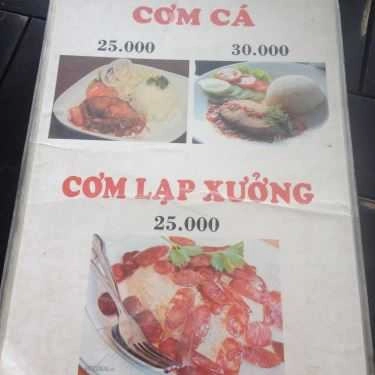 CƠM CÁ
25.000 30.000
CƠM LẠP XƯỞNG
25.000